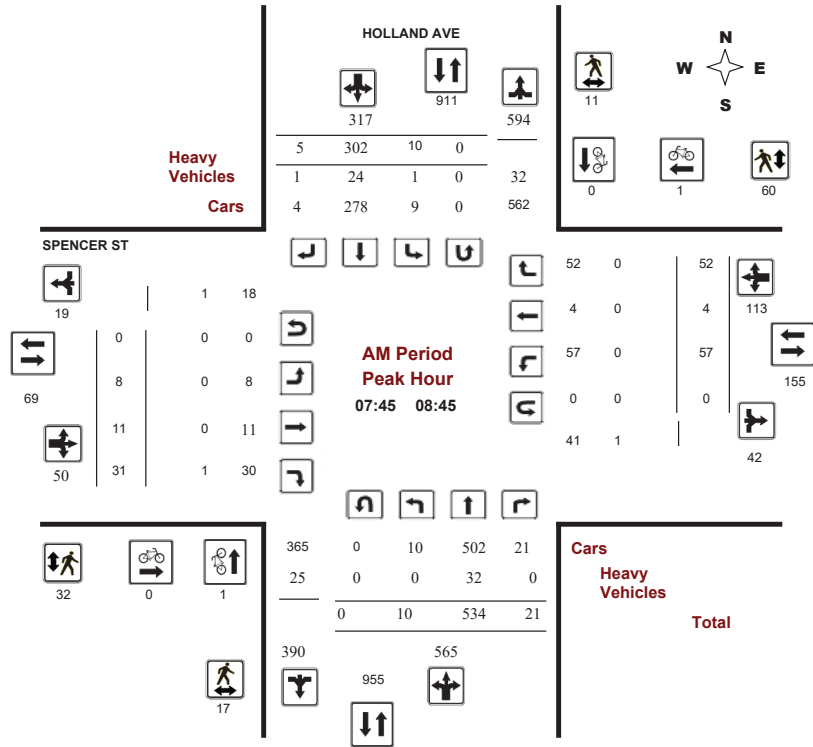 HOLLAND AVE
N
W E
S
911
11
317 594
5 302 10 0
Heavy
Vehicles
1 24 1 0 32
Cars
4 278 9 0 562
0 1 60
SPENCER ST
52 0 52
1 18
19
4 0 4 113
0 0 0
AM Period
Peak Hour
07:45 08:45
57 0 57
155
8 0 8
69
0 0 0
11 0 11
41 1
42
50
31 1 30
365 0 10 502 21 Cars
25 0 0 32 0 Heavy
Vehicles
32 0 1
0 10 534 21 Total
390 565
955
17